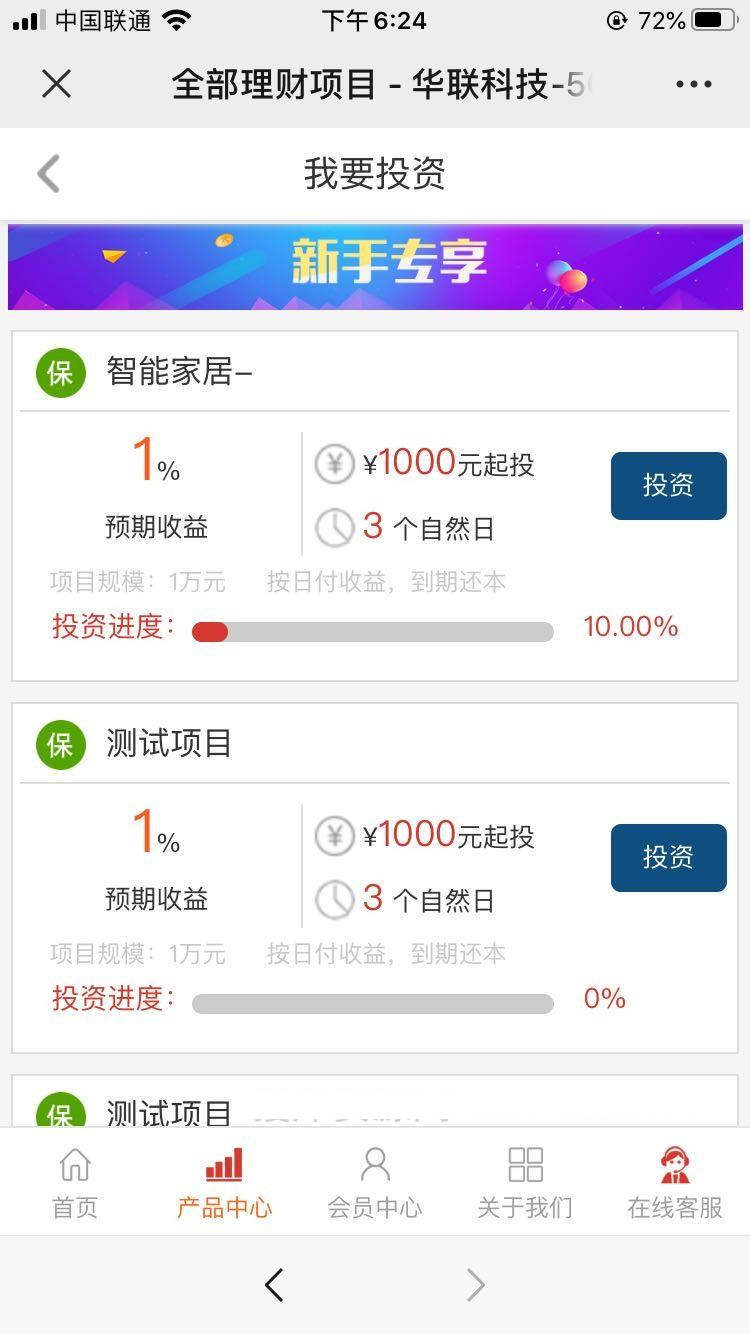 中国联通 下午6:24 72%
全部理财项目 - 华联科技-5
我要投资
新手专享
保 智能家居–
1% ¥1000元起投 投资
预期收益 3 个自然日
项目规模：1万元 按日付收益，到期还本
投资进度： 10.00%
保 测试项目
1% ¥1000元起投 投资
预期收益 3 个自然日
项目规模：1万元 按日付收益，到期还本
投资进度： 0%
保 测试项目
首页 产品中心 会员中心 关于我们 在线客服